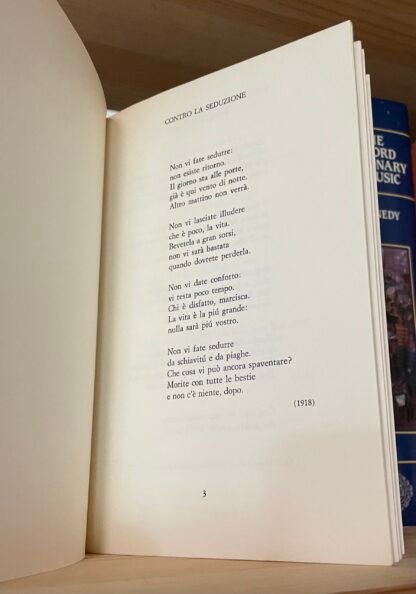 CONTRO LA SEDUZIONE
Non vi fate sedurre:
non esiste ritorno.
Il giorno sta alle porte,
già è qui vento di notte.
Altro mattino non verrà.
Non vi lasciate illudere
che è poco, la vita.
Bevetela a gran sorsi,
non vi sarà bastata
quando dovrete perderla.
Non vi date conforto:
vi resta poco tempo.
Chi è disfatto, marcisca.
La vita è la piú grande:
nulla sarà piú vostro.
Non vi fate sedurre
da schiavitú e da piaghe.
Che cosa vi può ancora spaventare?
Morite con tutte le bestie
e non c'è niente, dopo.
(1918)
3
NEDY